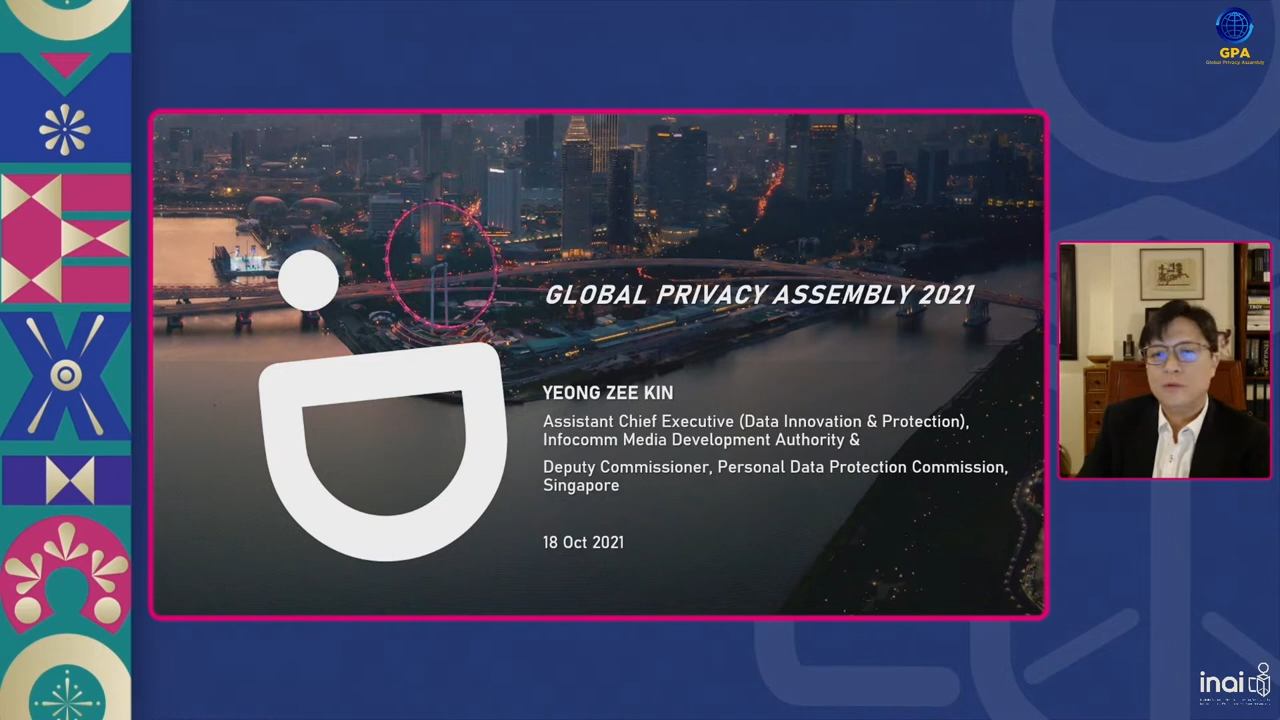 GPA
Global Privacy Assembly
GLOBAL PRIVACY ASSEMBLY 2021
YEONG ZEE KIN
Assistant Chief Executive (Data Innovation & Protection),
Infocomm Media Development Authority &
Deputy Commissioner, Personal Data Protection Commission,
Singapore
18 Oct 2021
TROY
inai